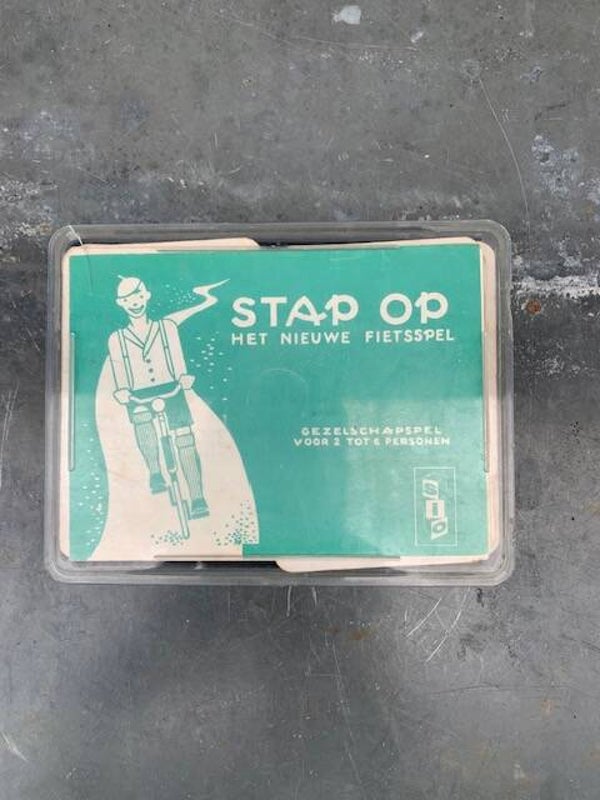 STAP OP
HET NIEUWE FIETSSPEL
GEZELSCHAPSPEL
VOOR 2 TOT 6 PERSONEN